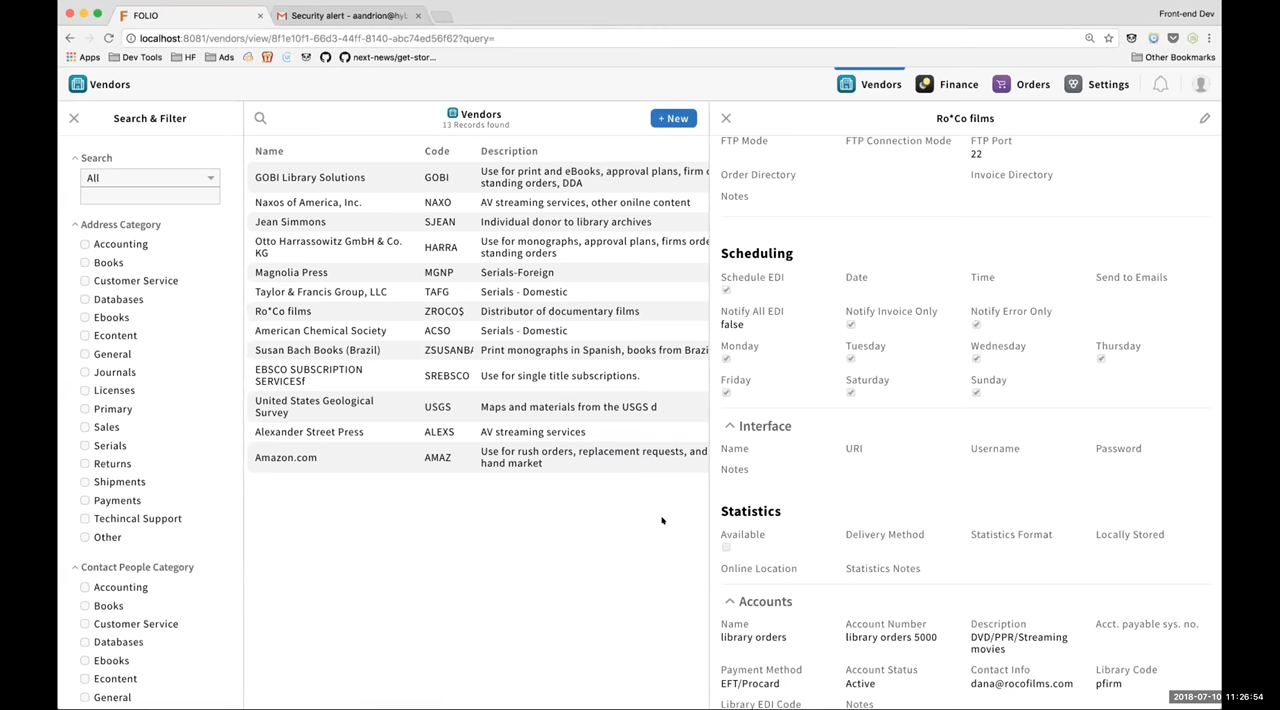 FOLIO
Security alert - aandrion@hyl
Front-end Dev
localhost:8081/vendors/view/8f1e10f1-66d3-44ff-8140-abc74ed56f62?query=
Apps
Dev Tools
HF
Ads
next-news/get-stor...
Other Bookmarks
Vendors
Vendors
Finance
Orders
Settings
Search & Filter
Search
All
Address Category
Accounting
Books
Customer Service
Databases
Ebooks
Econtent
General
Journals
Licenses
Primary
Sales
Serials
Returns
Shipments
Payments
Techincal Support
Other
Contact People Category
Accounting
Books
Customer Service
Databases
Ebooks
Econtent
General
Vendors
13 Records found
+ New
Name Code Description
GOBI Library Solutions GOBI Use for print and eBooks, approval plans, firm o
standing orders, DDA
Naxos of America, Inc. NAXO AV streaming services, other onilne content
Jean Simmons SJEAN Individual donor to library archives
Otto Harrassowitz GmbH & Co. KG HARRA Use for monographs, approval plans, firms orde
standing orders
Magnolia Press MGNP Serials-Foreign
Taylor & Francis Group, LLC TAFG Serials - Domestic
Ro*Co films ZROCO$ Distributor of documentary films
American Chemical Society ACSO Serials - Domestic
Susan Bach Books (Brazil) ZSUSANBA Print monographs in Spanish, books from Brazi
EBSCO SUBSCRIPTION SERVICESf SREBSCO Use for single title subscriptions.
United States Geological Survey USGS Maps and materials from the USGS d
Alexander Street Press ALEXS AV streaming services
Amazon.com AMAZ Use for rush orders, replacement requests, and
hand market
Ro*Co films
FTP Mode FTP Connection Mode FTP Port
22
Order Directory Invoice Directory
Notes
Scheduling
Schedule EDI Date Time Send to Emails
Notify All EDI Notify Invoice Only Notify Error Only
false
Monday Tuesday Wednesday Thursday
Friday Saturday Sunday
Interface
Name URI Username Password
Notes
Statistics
Available Delivery Method Statistics Format Locally Stored
Online Location Statistics Notes
Accounts
Name Account Number Description Acct. payable sys. no.
library orders library orders 5000 DVD/PPR/Streaming
movies
Payment Method Account Status Contact Info Library Code
EFT/Procard Active dana@rocofilms.com pfirm
Library EDI Code Notes
2018-07-10 11:26:54